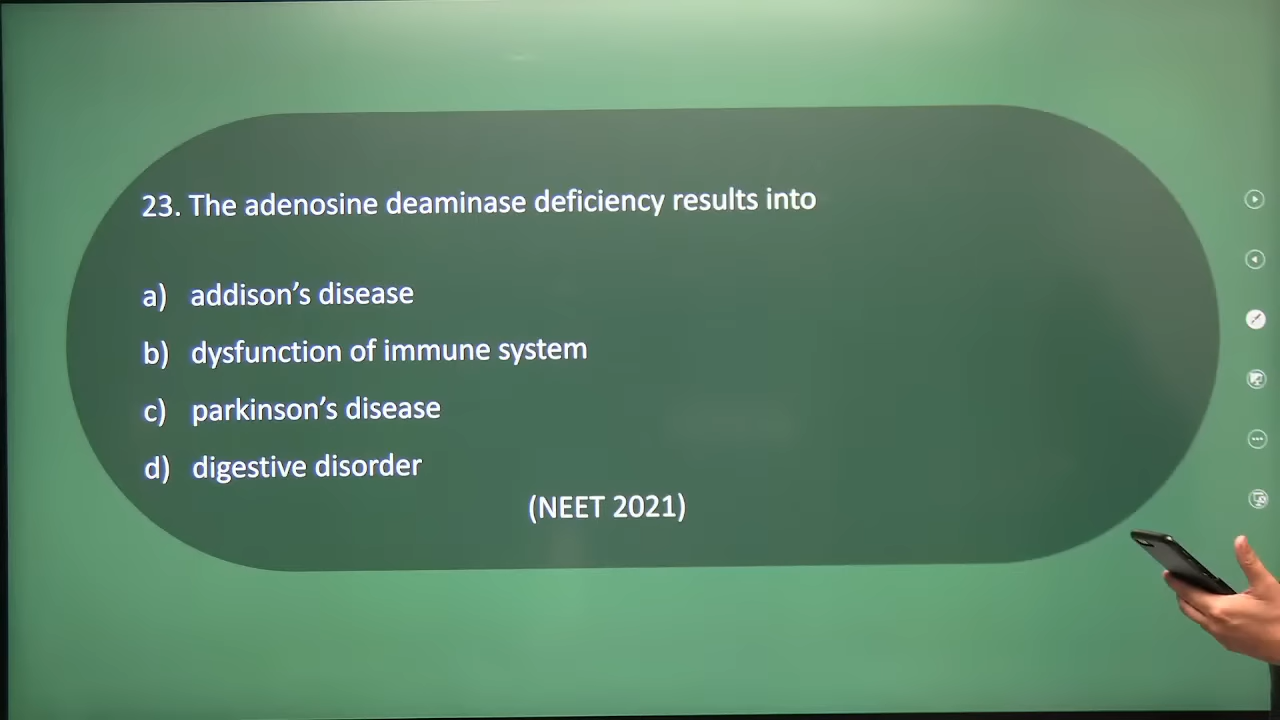 23. The adenosine deaminase deficiency results into
a) addison's disease
b) dysfunction of immune system
c) parkinson's disease
d) digestive disorder
(NEET 2021)